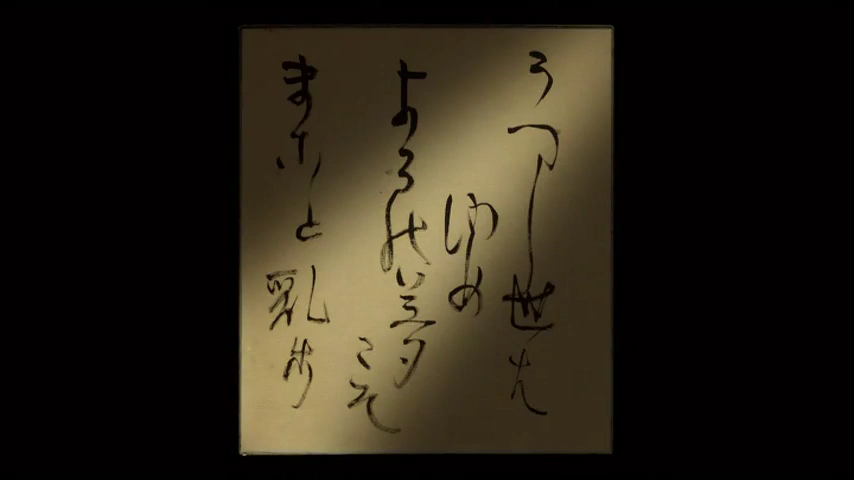 うつし世は
ゆめ
よるの夢
こそ
まこと 乱歩